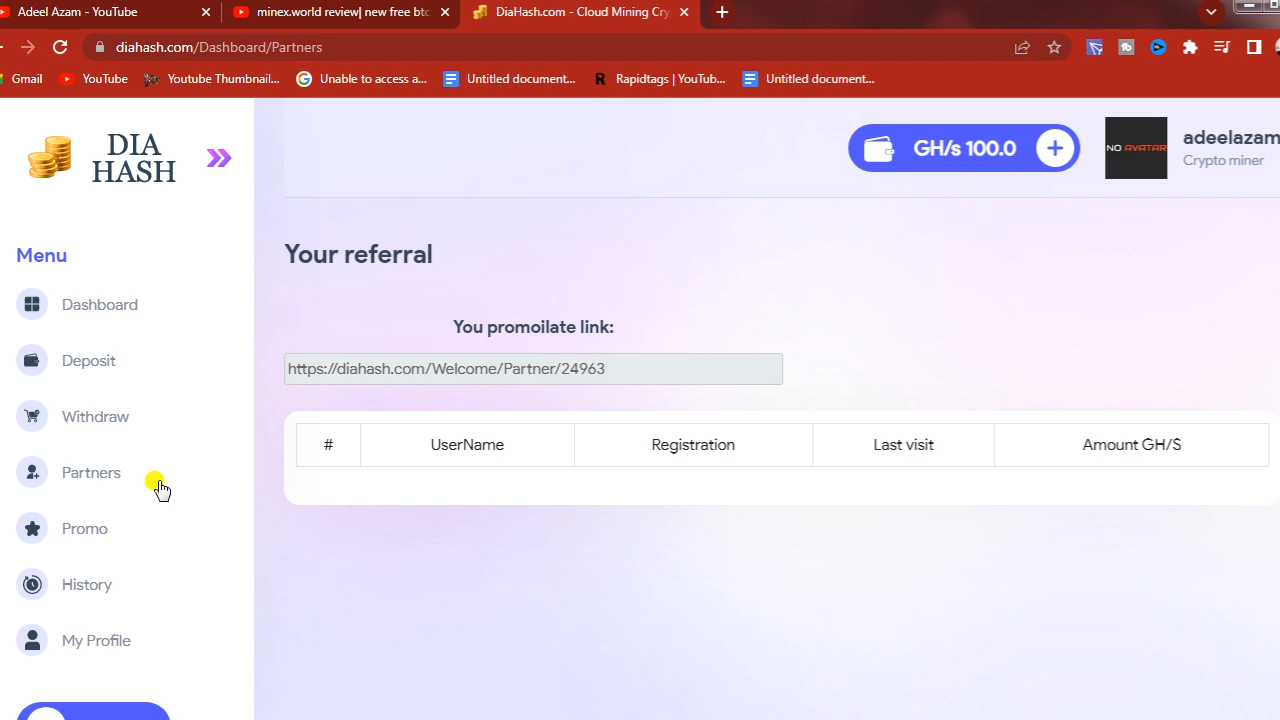 Adeel Azam - YouTube
minex.world review| new free btc
DiaHash.com - Cloud Mining Cry
diahash.com/Dashboard/Partners
Gmail
YouTube
Youtube Thumbnail...
Unable to access a...
Untitled document...
R Rapidtags | YouTub...
Untitled document...
DIA
HASH
GH/s 100.0
NO AVATAR
adeelazam
Crypto miner
Menu
Dashboard
Deposit
Withdraw
Partners
Promo
History
My Profile
Your referral
You promoilate link:
https://diahash.com/Welcome/Partner/24963
# UserName Registration Last visit Amount GH/S